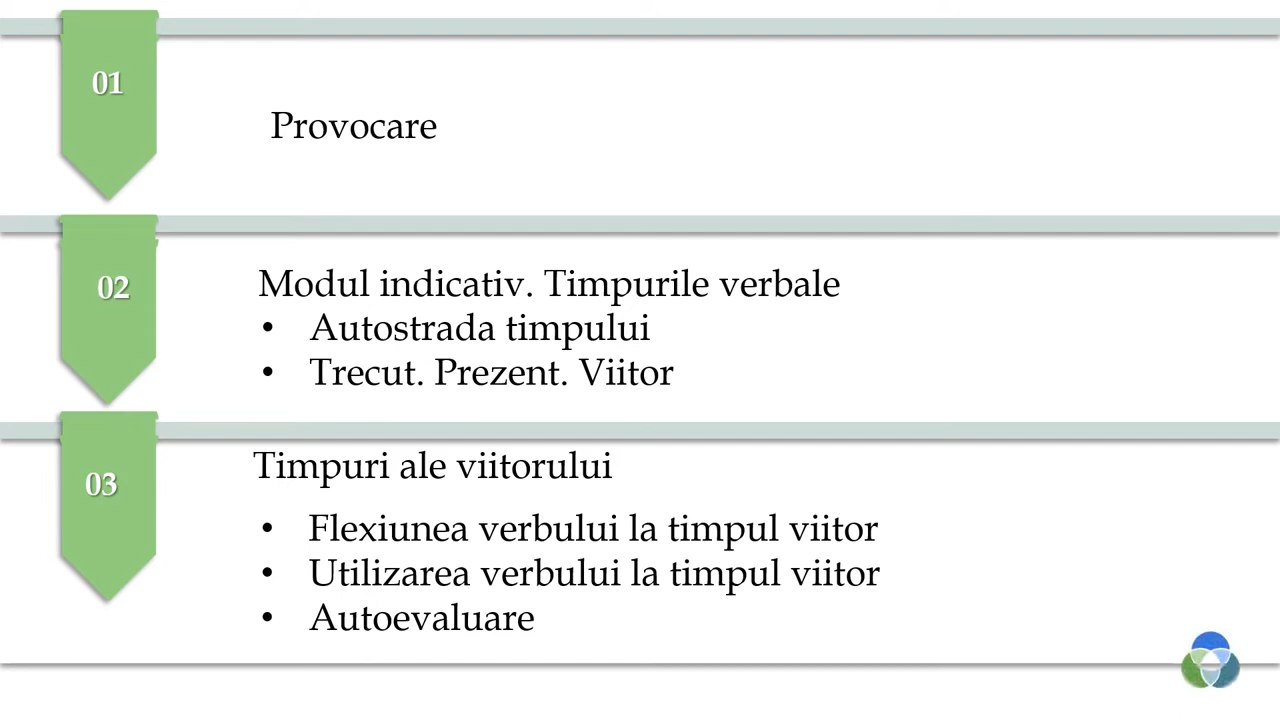 01
Provocare
02
Modul indicativ. Timpurile verbale
• Autostrada timpului
• Trecut. Prezent. Viitor
03
Timpuri ale viitorului
• Flexiunea verbului la timpul viitor
• Utilizarea verbului la timpul viitor
• Autoevaluare